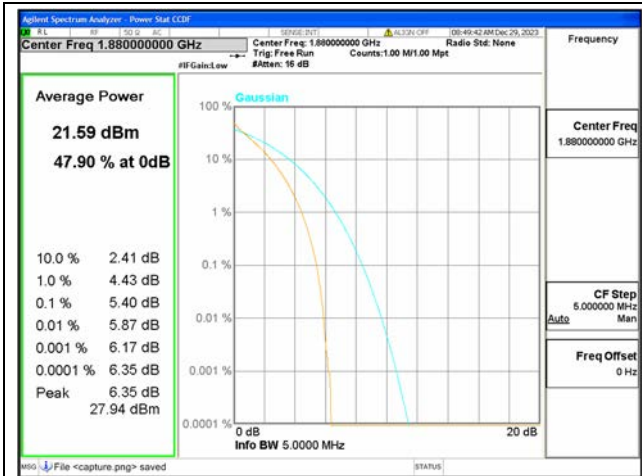 Agilent Spectrum Analyzer - Power Stat CCDF
RL RF 50 Ω AC SENSE:INT ALIGN OFF 08:49:42 AM Dec 29, 2023
Center Freq 1.880000000 GHz
Center Freq: 1.880000000 GHz Radio Std: None
Trig: Free Run Counts:1.00 M/1.00 Mpt
#IFGain:Low #Atten: 16 dB
Frequency
Average Power
21.59 dBm
47.90 % at 0dB
10.0 % 2.41 dB
1.0 % 4.43 dB
0.1 % 5.40 dB
0.01 % 5.87 dB
0.001 % 6.17 dB
0.0001 % 6.35 dB
Peak 6.35 dB
27.94 dBm
Gaussian
100 %
10 %
1 %
0.1 %
0.01 %
0.001 %
0.0001 %
0 dB 20 dB
Info BW 5.0000 MHz
Center Freq
1.880000000 GHz
CF Step
5.000000 MHz
Auto Man
Freq Offset
0 Hz
MSG File <capture.png> saved STATUS